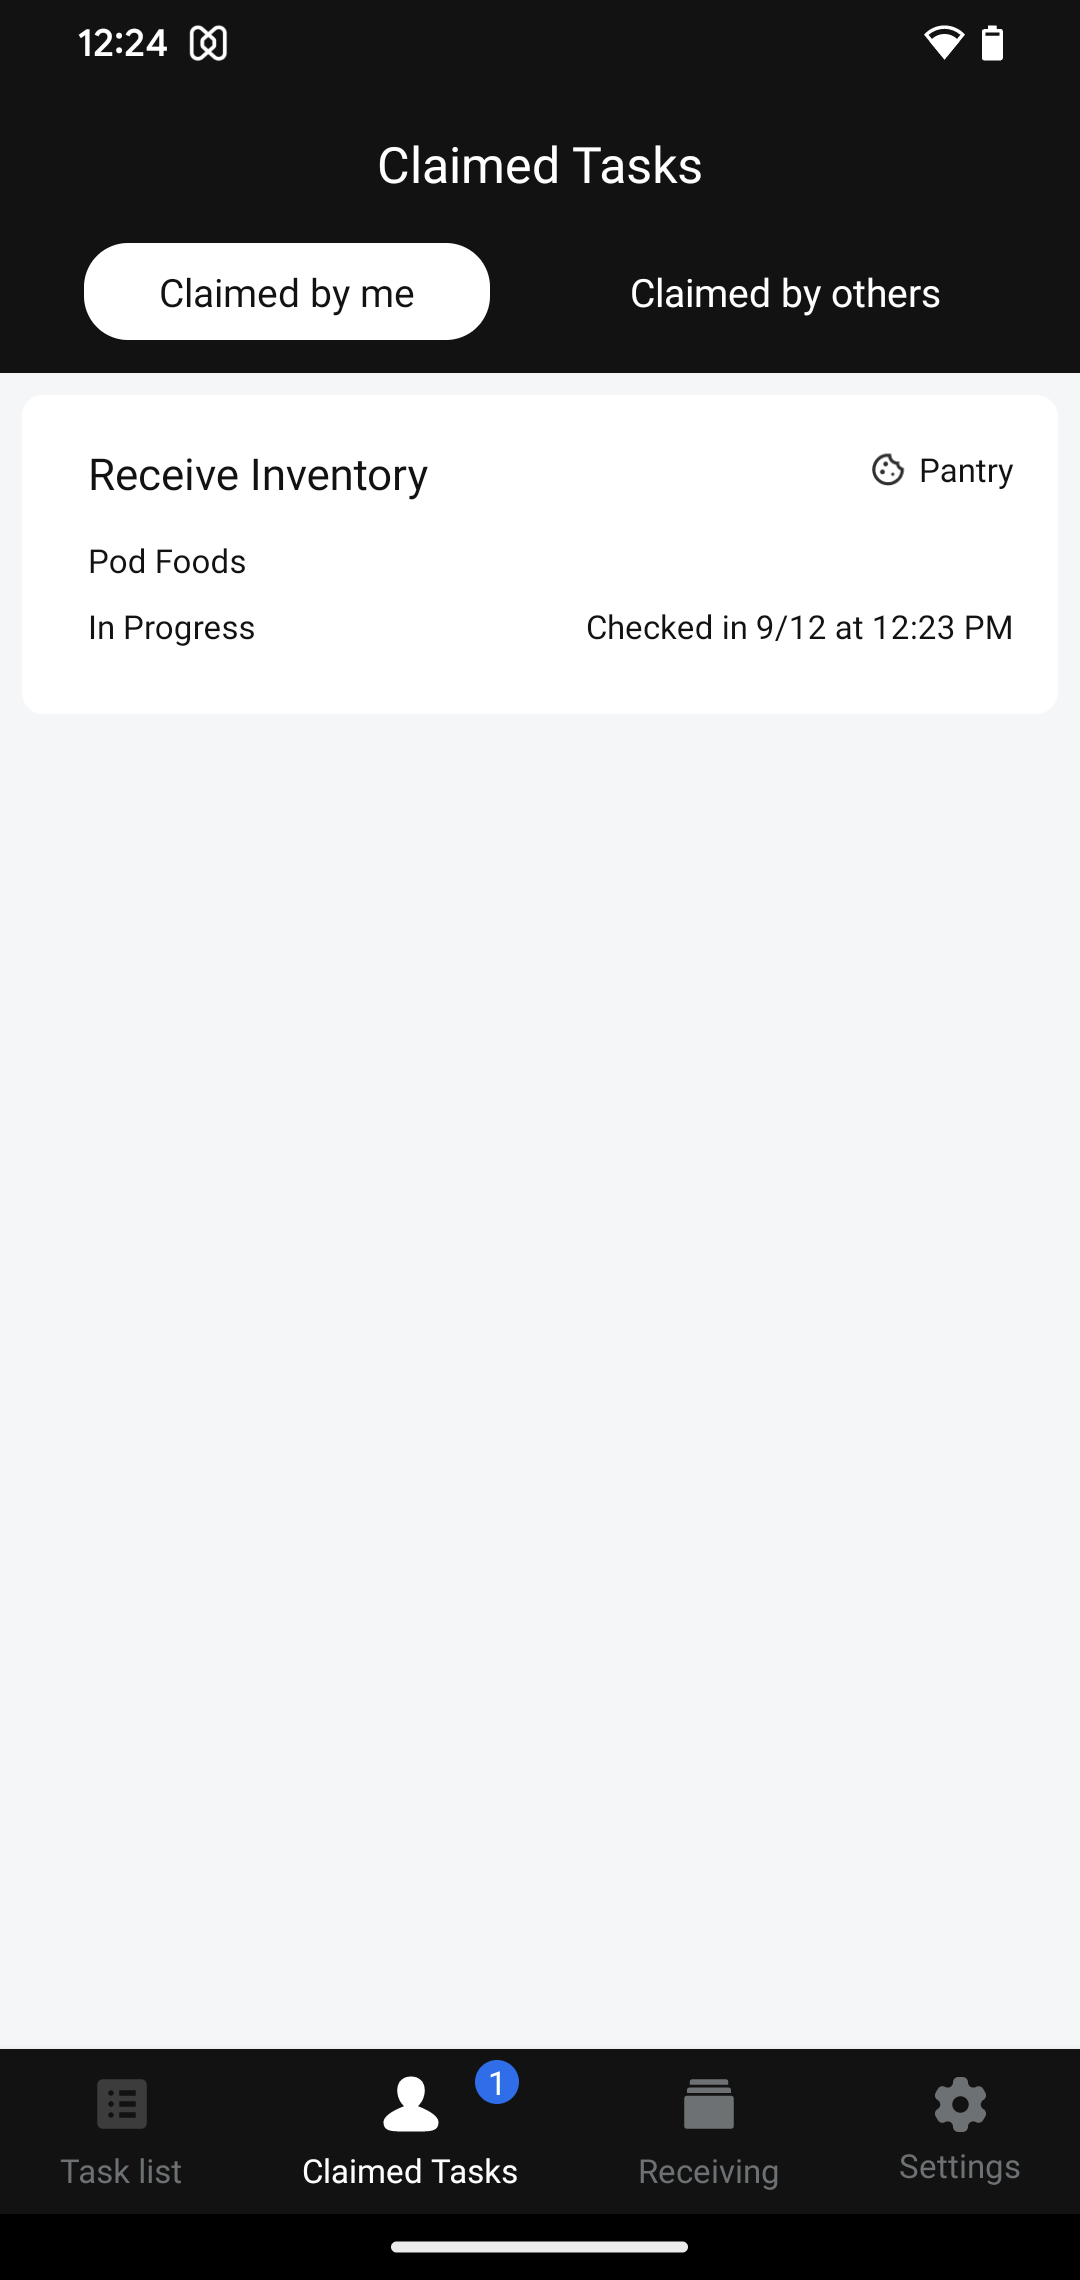 12:24
Claimed Tasks
Claimed by me
Claimed by others
Receive Inventory
Pantry
Pod Foods
In Progress
Checked in 9/12 at 12:23 PM
1
Task list
Claimed Tasks
Receiving
Settings